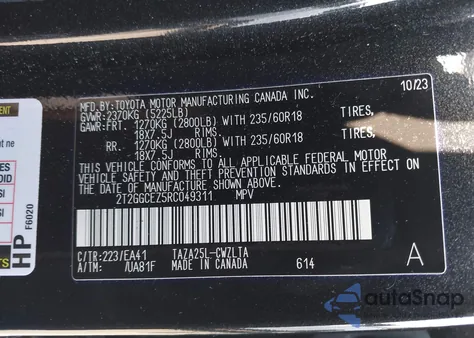 MFD.BY:TOYOTA MOTOR MANUFACTURING CANADA INC. 10/23
GVWR:2370KG (5225LB)
GAWR:FRT. 1270KG (2800LB) WITH 235/60R18 TIRES,
18X7.5J RIMS.
RR. 1270KG (2800LB) WITH 235/60R18 TIRES,
18X7.5J RIMS.
THIS VEHICLE CONFORMS TO ALL APPLICABLE FEDERAL MOTOR
VEHICLE SAFETY AND THEFT PREVENTION STANDARDS IN EFFECT
ON THE DATE OF MANUFACTURE SHOWN ABOVE.
2T2GGCEZ5RC049311 MPV
C/TR:223/EA41 TAZA25L-CWZLTA
A/TM: /UA81F MADE IN CANADA 614 A
HP
F6020
autoSnap